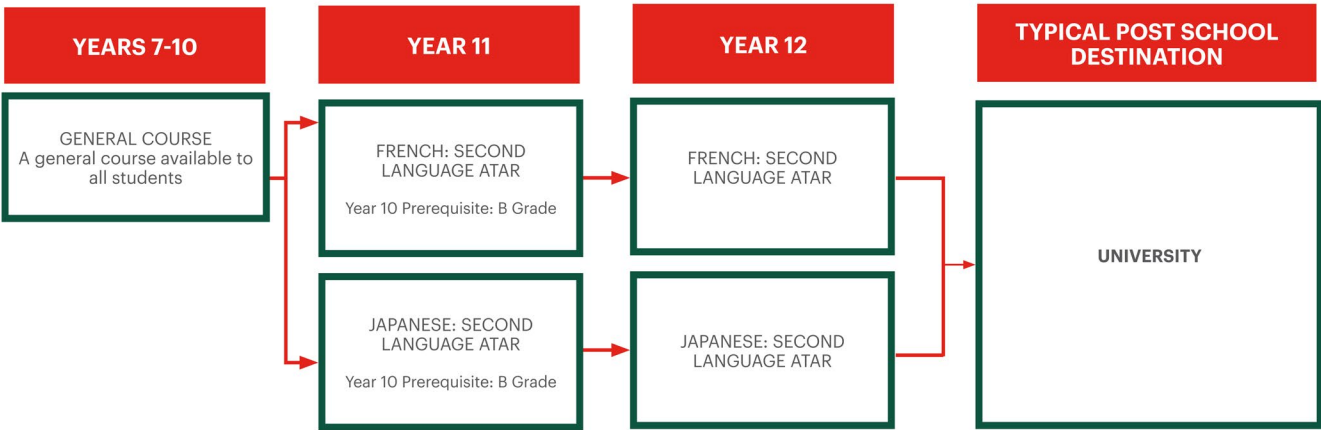 YEARS 7-10
YEAR 11
YEAR 12
TYPICAL POST SCHOOL
DESTINATION
GENERAL COURSE
A general course available to
all students
FRENCH: SECOND
LANGUAGE ATAR
Year 10 Prerequisite: B Grade
FRENCH: SECOND
LANGUAGE ATAR
UNIVERSITY
JAPANESE: SECOND
LANGUAGE ATAR
Year 10 Prerequisite: B Grade
JAPANESE: SECOND
LANGUAGE ATAR